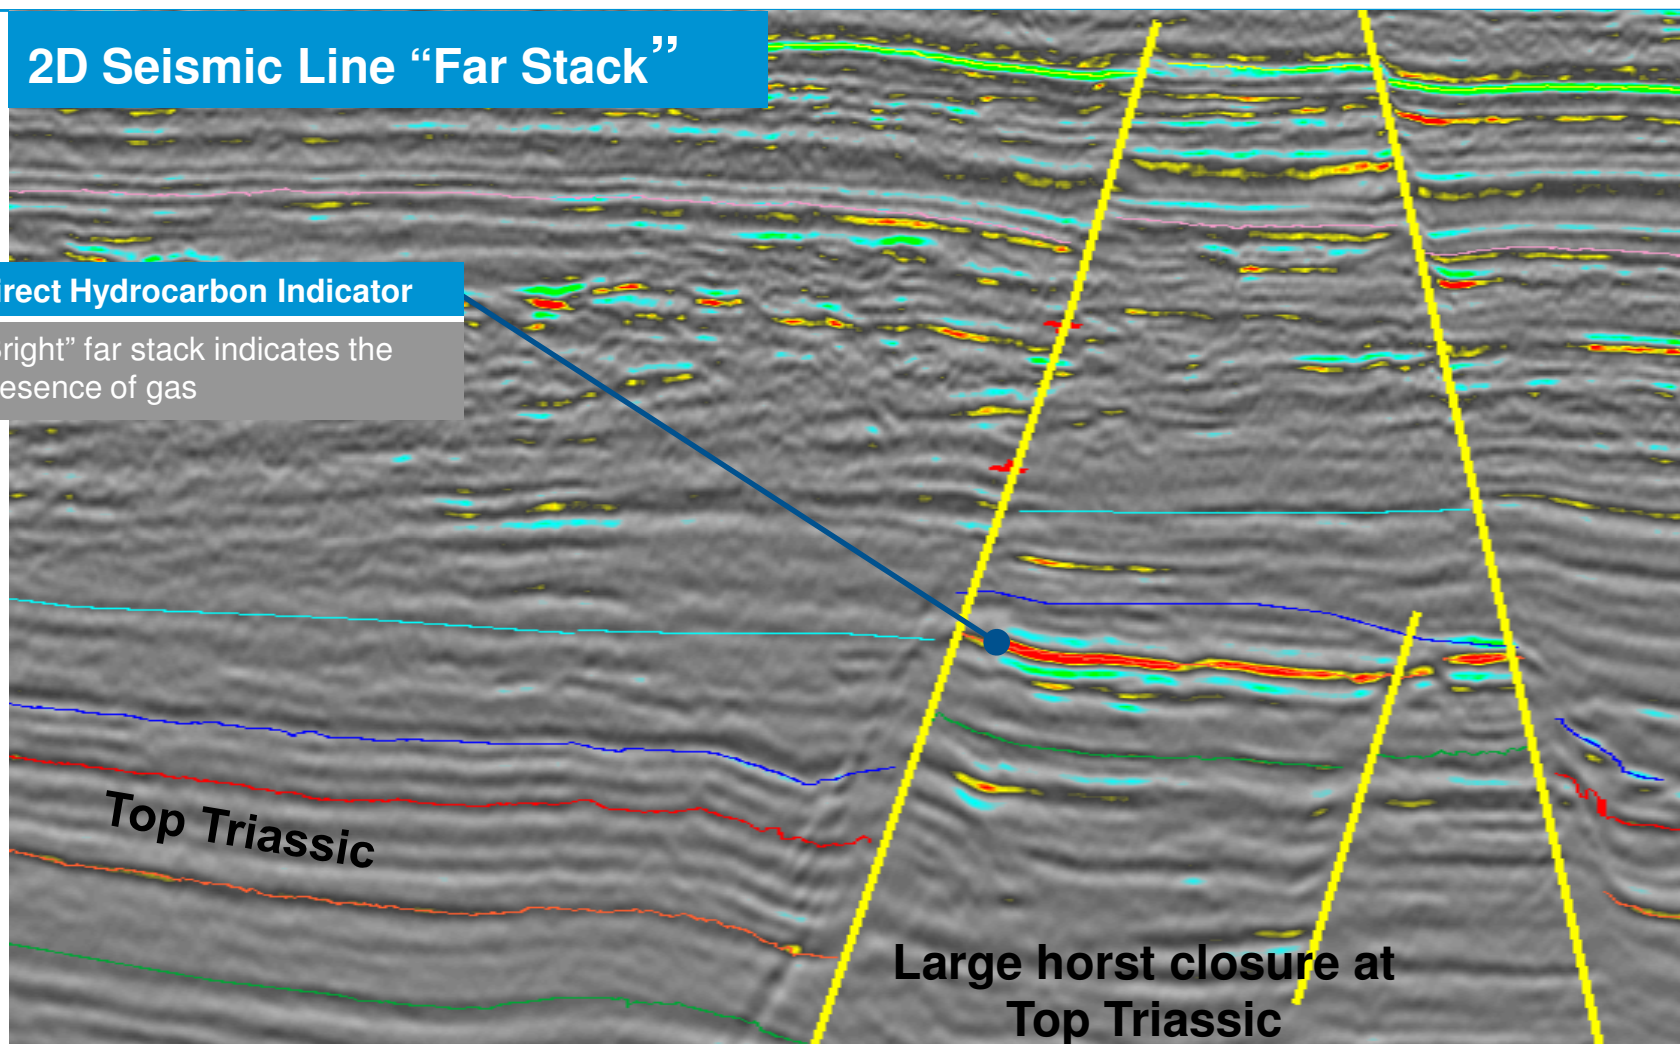 2D Seismic Line “Far Stack”
irect Hydrocarbon Indicator
right” far stack indicates the
esence of gas
Top Triassic
Large horst closure at
Top Triassic